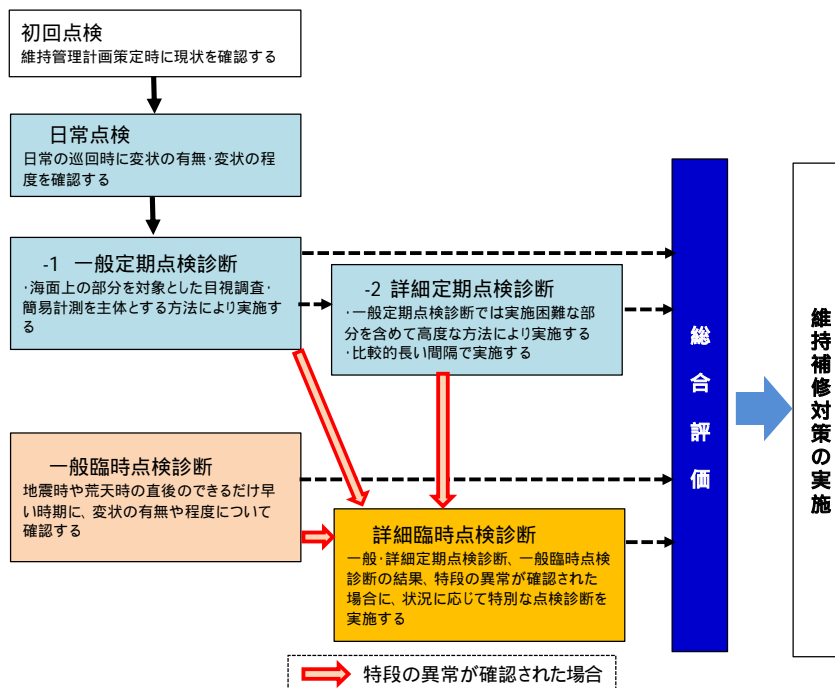 初回点検
維持管理計画策定時に現状を確認する
日常点検
日常の巡回時に変状の有無･変状の程
度を確認する
-1 一般定期点検診断
･海面上の部分を対象とした目視調査･
簡易計測を主体とする方法により実施す
る
-2 詳細定期点検診断
･一般定期点検診断では実施困難な部
分を含めて高度な方法により実施する
･比較的長い間隔で実施する
一般臨時点検診断
地震時や荒天時の直後のできるだけ早
い時期に、変状の有無や程度について
確認する
詳細臨時点検診断
一般･詳細定期点検診断、一般臨時点検
診断の結果、特段の異常が確認された
場合に、状況に応じて特別な点検診断を
実施する
総合評価
維持補修対策の実施
特段の異常が確認された場合